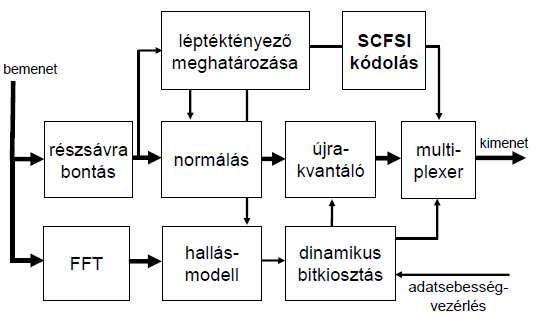 léptéktényező
meghatározása
SCFSI
kódolás
bemenet
részsávra
bontás
normálás
újra-
kvantáló
multi-
plexer
kimenet
FFT
hallás-
modell
dinamikus
bitkiosztás
adatsebesség-
vezérlés